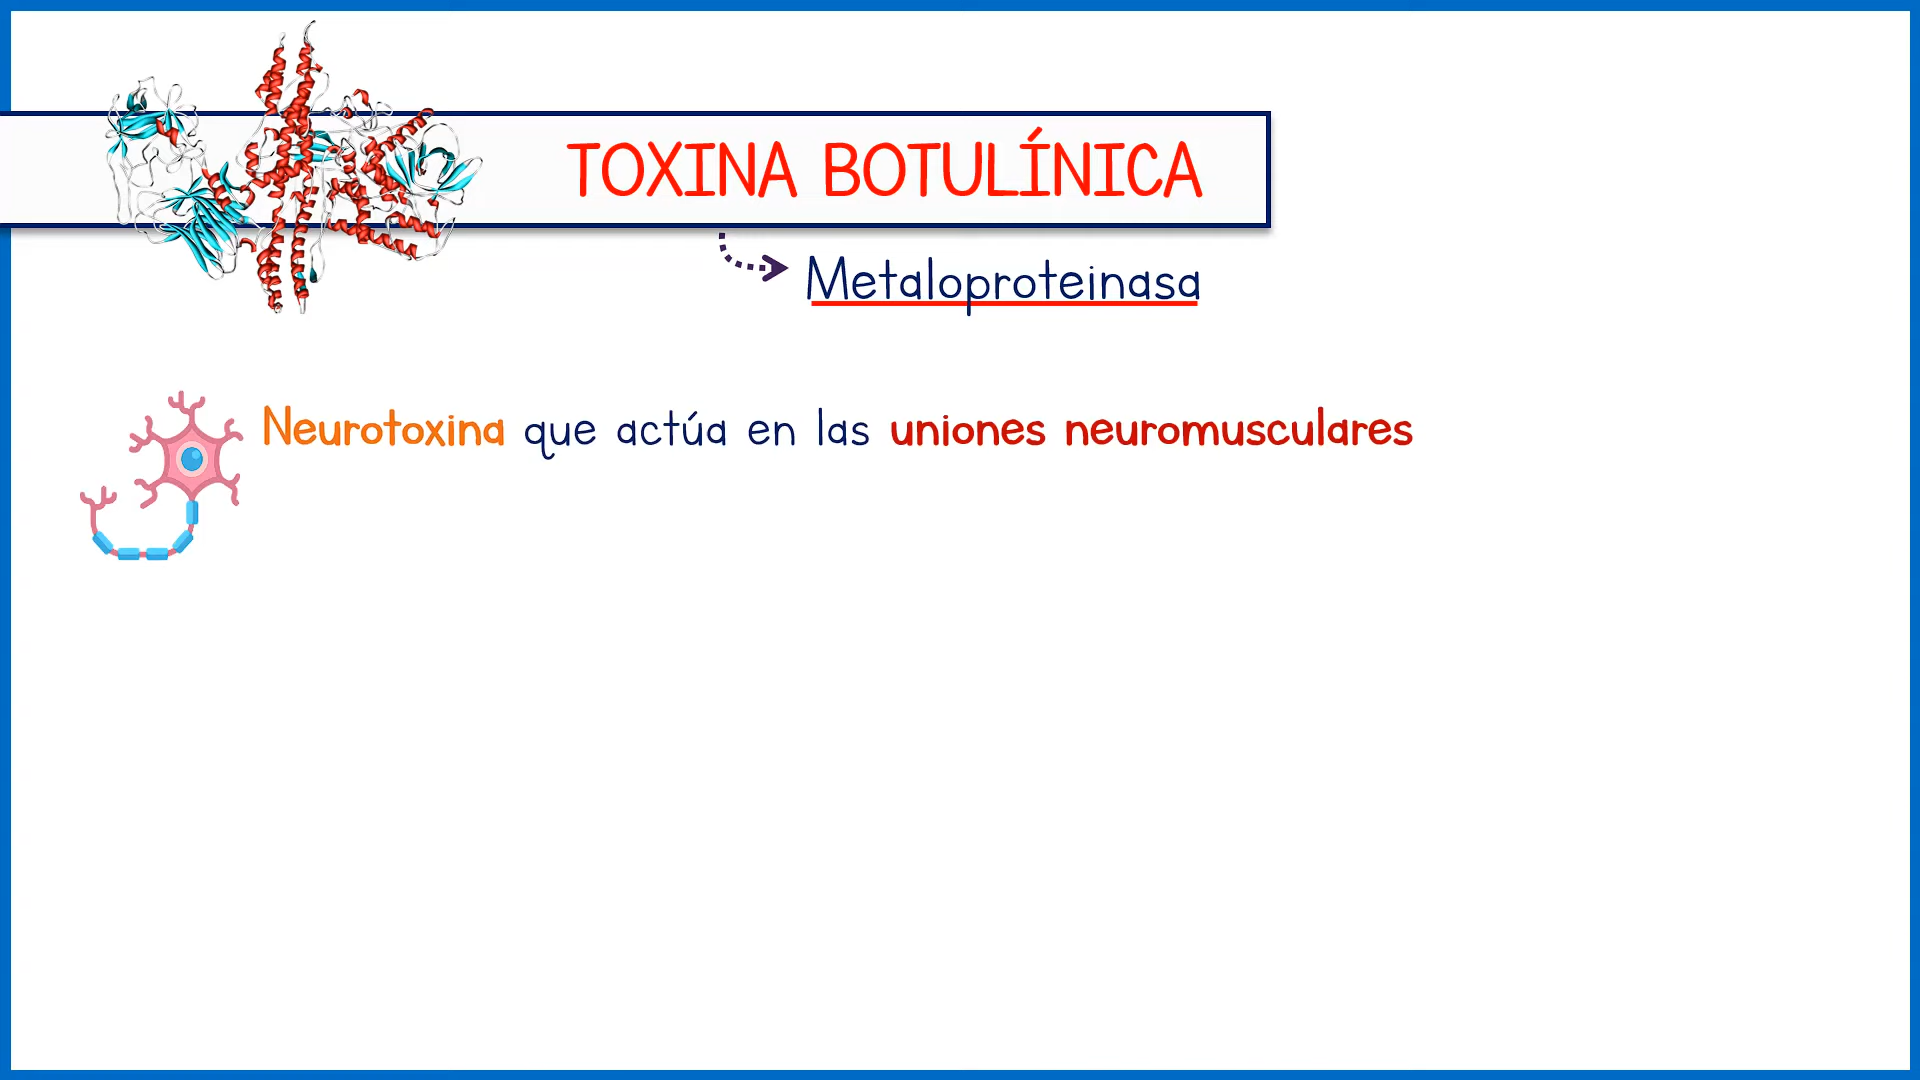 TOXINA BOTULÍNICA
Metaloproteinasa
Neurotoxina que actúa en las uniones neuromusculares